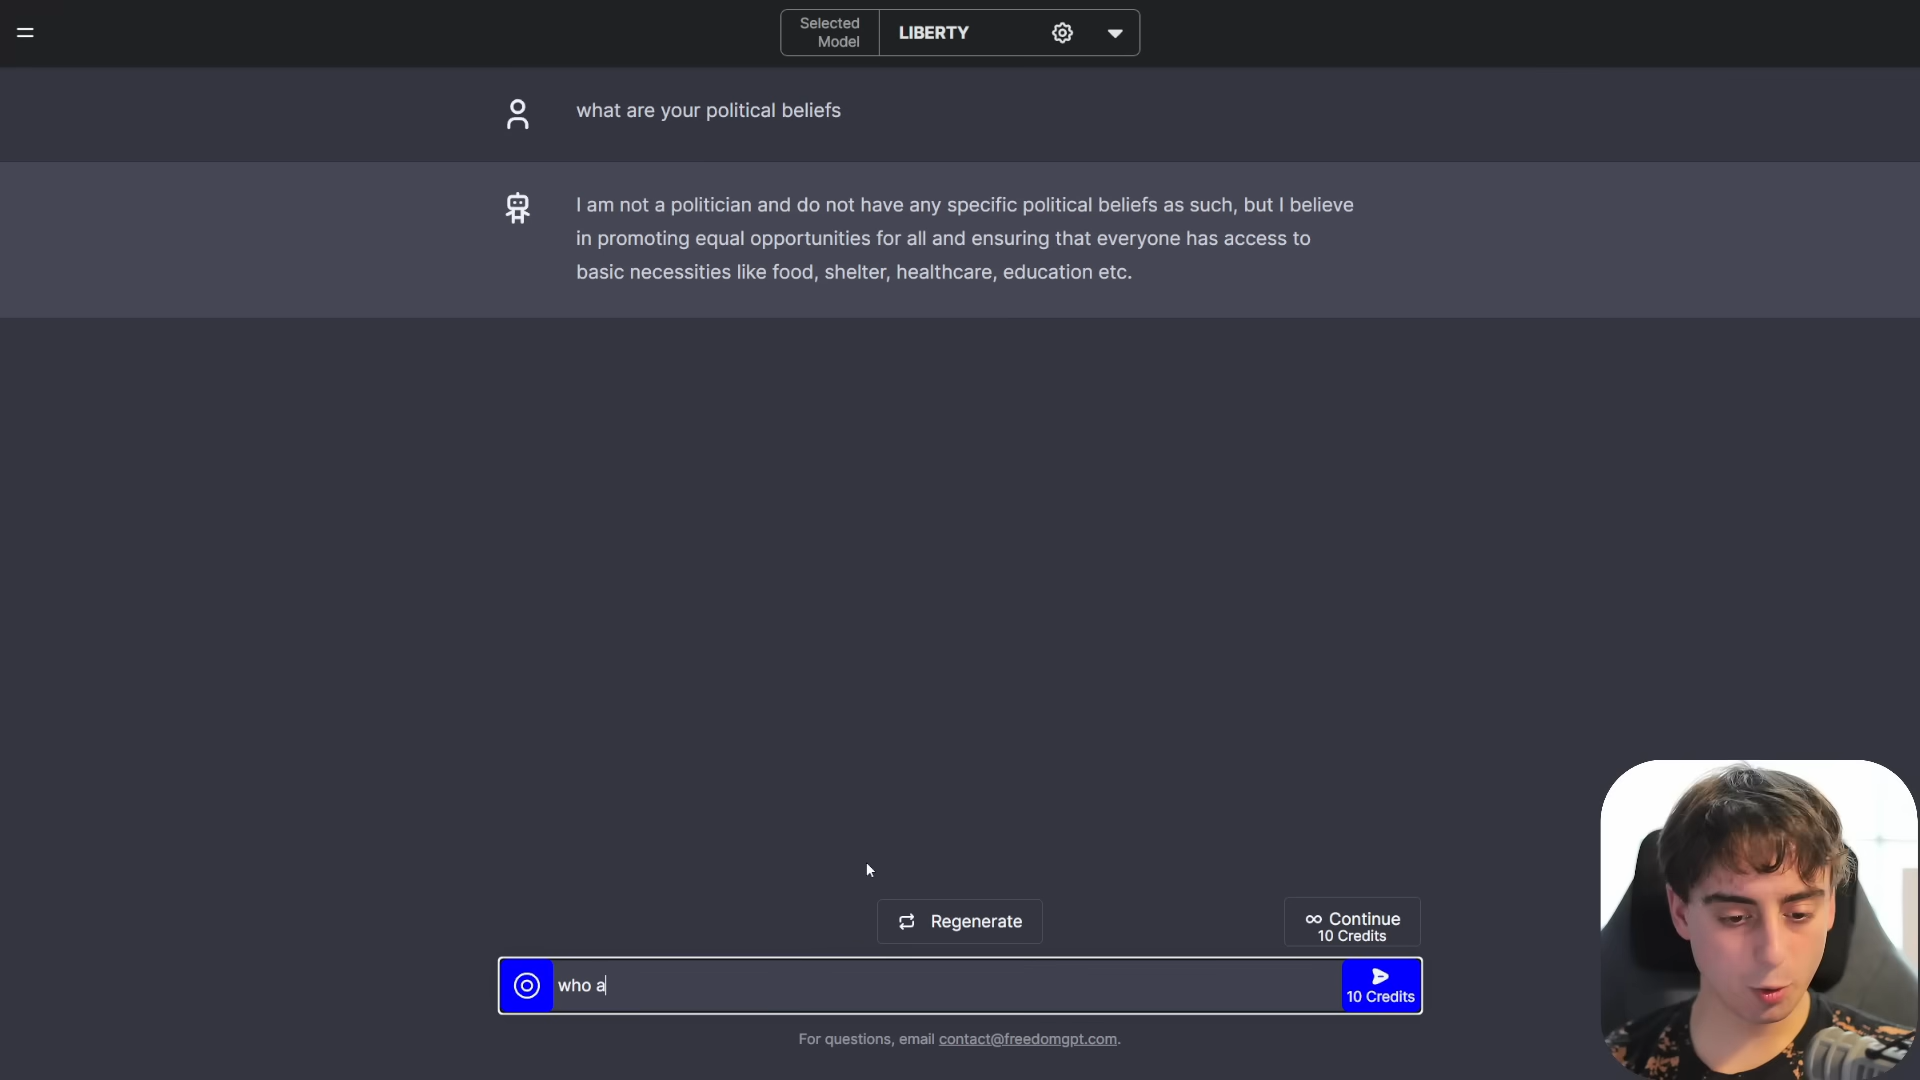 Selected
Model
LIBERTY
what are your political beliefs
I am not a politician and do not have any specific political beliefs as such, but I believe
in promoting equal opportunities for all and ensuring that everyone has access to
basic necessities like food, shelter, healthcare, education etc.
Regenerate
∞ Continue
10 Credits
who a
10 Credits
For questions, email contact@freedomgpt.com.